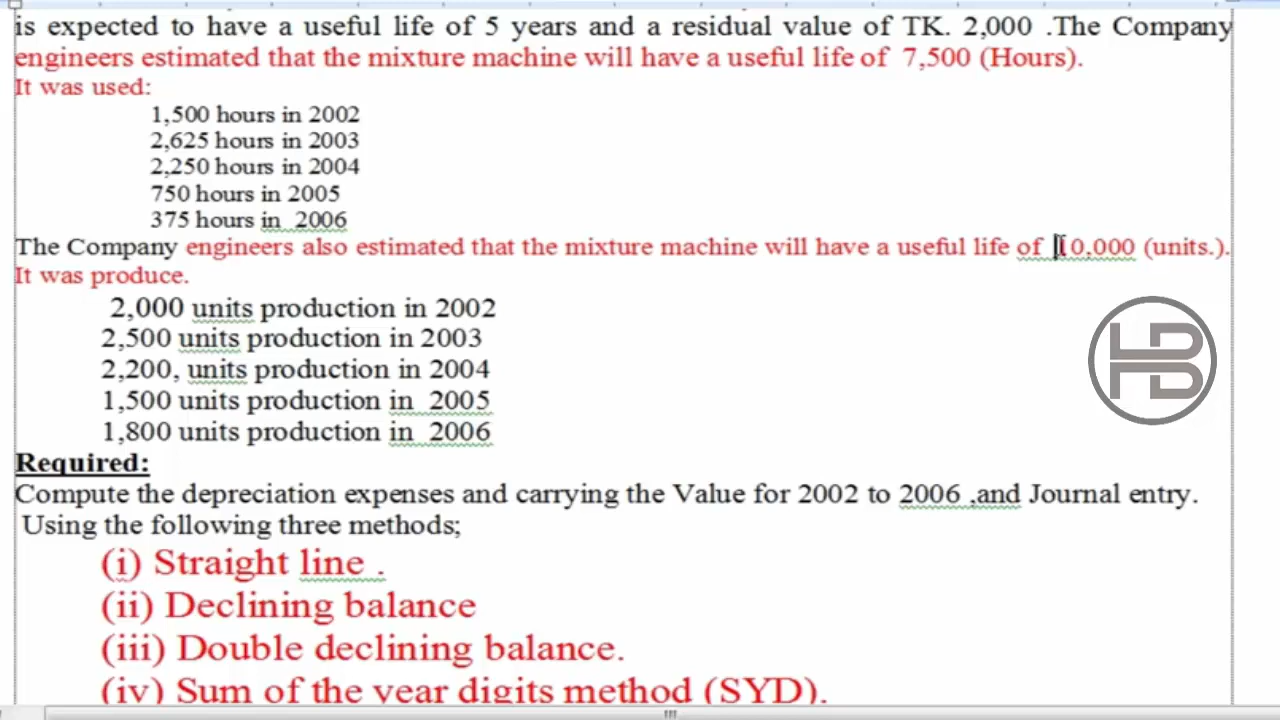 is expected to have a useful life of 5 years and a residual value of TK. 2,000 .The Company
engineers estimated that the mixture machine will have a useful life of 7,500 (Hours).
It was used:
1,500 hours in 2002
2,625 hours in 2003
2,250 hours in 2004
750 hours in 2005
375 hours in 2006
The Company engineers also estimated that the mixture machine will have a useful life of 10,000 (units.).
It was produce.
2,000 units production in 2002
2,500 units production in 2003
2,200, units production in 2004
1,500 units production in 2005
1,800 units production in 2006
Required:
Compute the depreciation expenses and carrying the Value for 2002 to 2006 ,and Journal entry.
Using the following three methods;
(i) Straight line .
(ii) Declining balance
(iii) Double declining balance.
(iv) Sum of the year digits method (SYD).